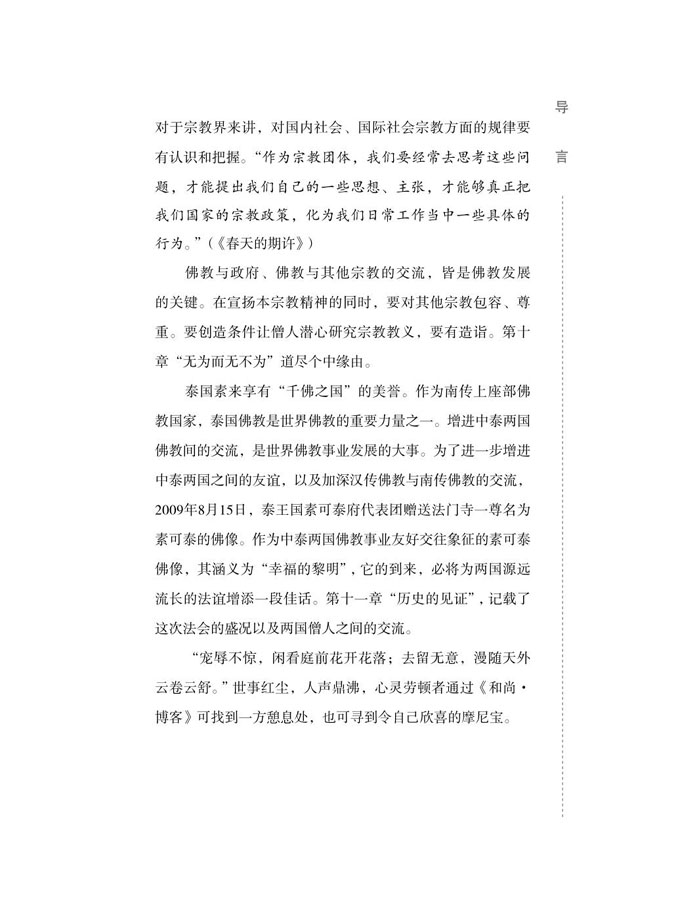 导
言
对于宗教界来讲，对国内社会、国际社会宗教方面的规律要
有认识和把握。“作为宗教团体，我们要经常去思考这些问
题，才能提出我们自己的一些思想、主张，才能够真正把
我们国家的宗教政策，化为我们日常工作当中一些具体的
行为。”（《春天的期许》）
佛教与政府、佛教与其他宗教的交流，皆是佛教发展
的关键。在宣扬本宗教精神的同时，要对其他宗教包容、尊
重。要创造条件让僧人潜心研究宗教教义，要有造诣。第十
章“无为而无不为”道尽个中缘由。
泰国素来享有“千佛之国”的美誉。作为南传上座部佛
教国家，泰国佛教是世界佛教的重要力量之一。增进中泰两国
佛教间的交流，是世界佛教事业发展的大事。为了进一步增进
中泰两国之间的友谊，以及加深汉传佛教与南传佛教的交流，
2009年8月15日，泰王国素可泰府代表团赠送法门寺一尊名为
素可泰的佛像。作为中泰两国佛教事业友好交往象征的素可泰
佛像，其涵义为“幸福的黎明”，它的到来，必将为两国源远
流长的法谊增添一段佳话。第十一章“历史的见证”，记载了
这次法会的盛况以及两国僧人之间的交流。
“宠辱不惊，闲看庭前花开花落；去留无意，漫随天外
云卷云舒。”世事红尘，人声鼎沸，心灵劳顿者通过《和尚·
博客》可找到一方憩息处，也可寻到令自己欣喜的摩尼宝。